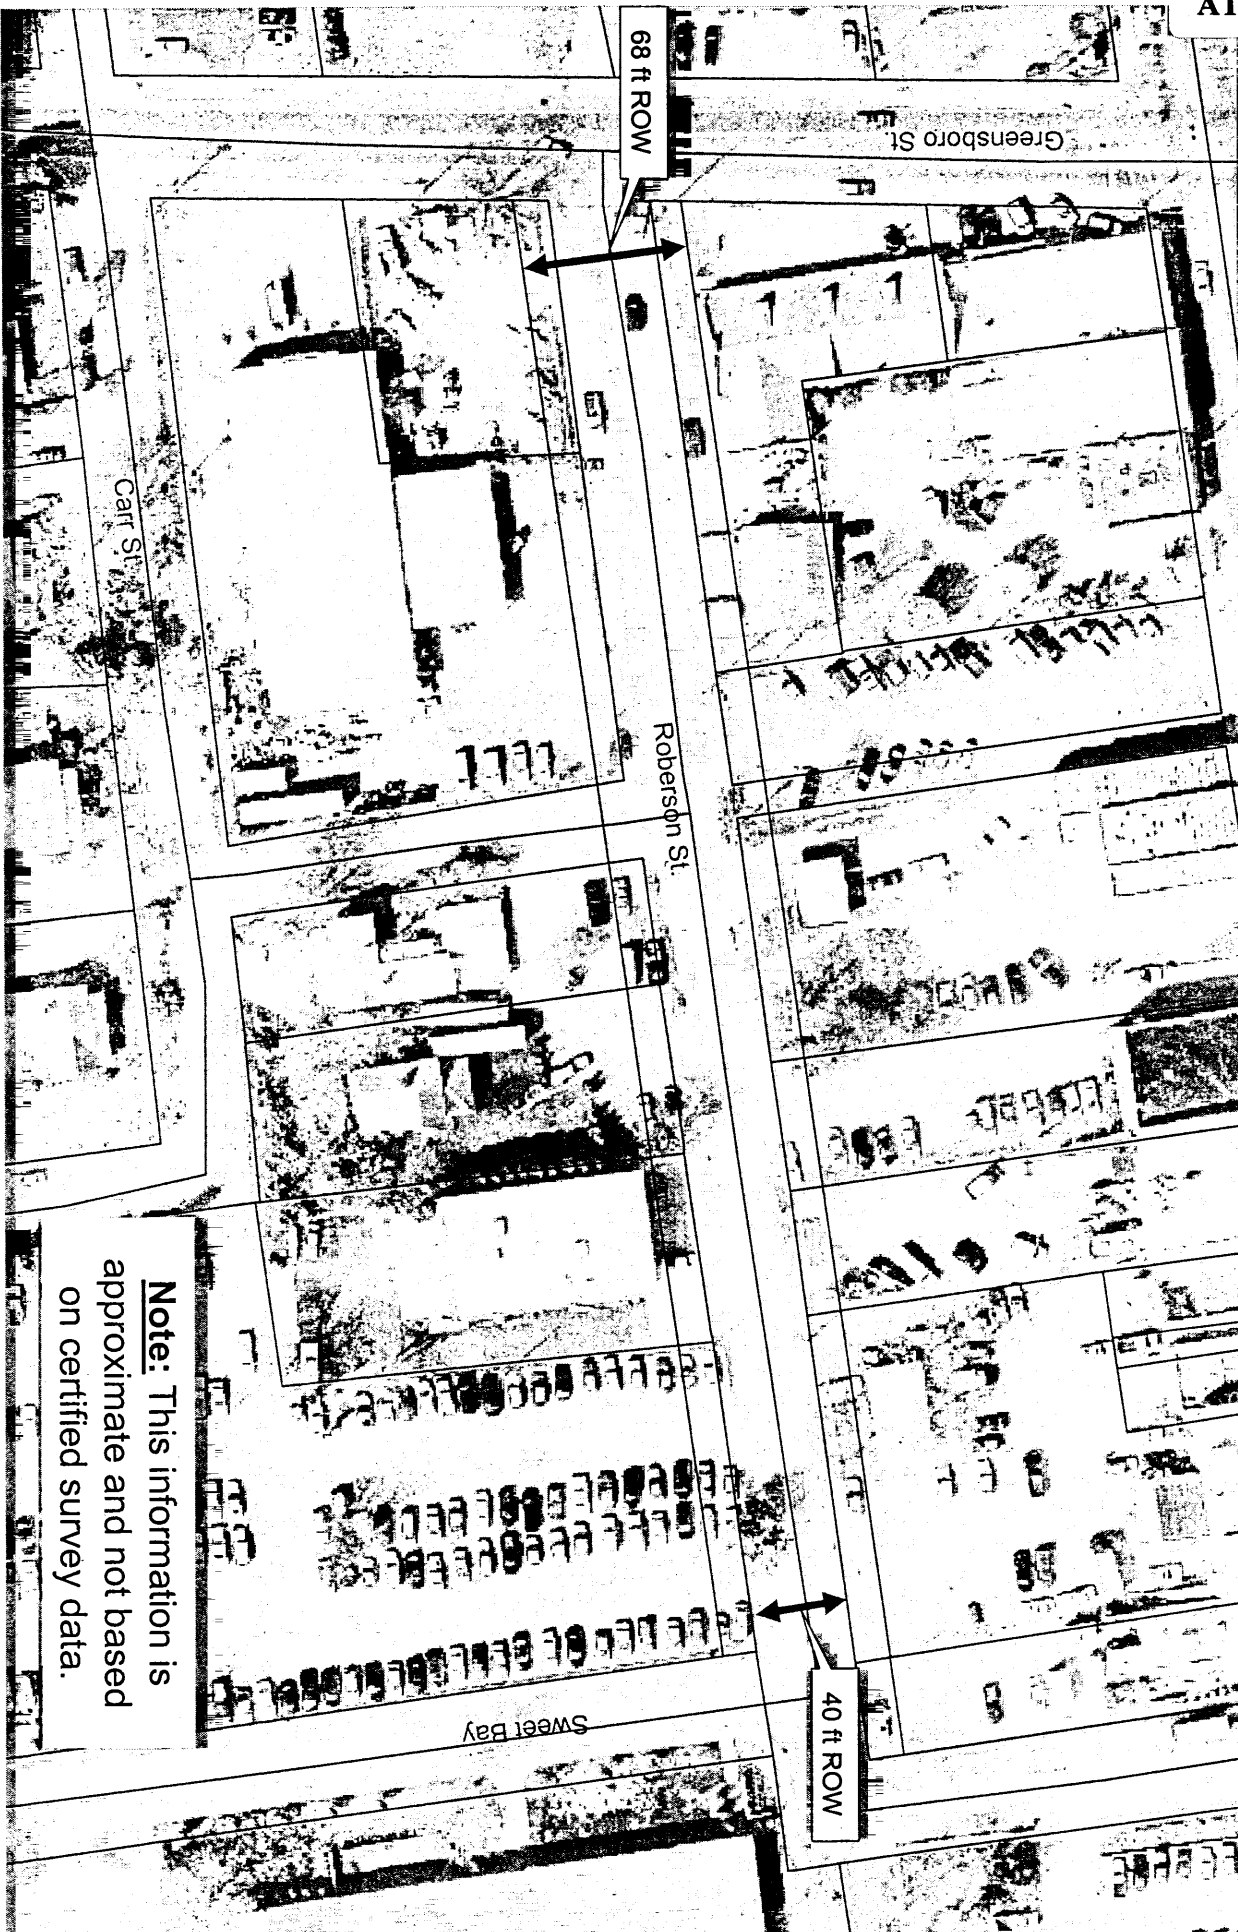 AT
68 ft ROW
Greensboro St.
Carr St.
Roberson St.
40 ft ROW
Sweet Bay
Note: This information is
approximate and not based
on certified survey data.